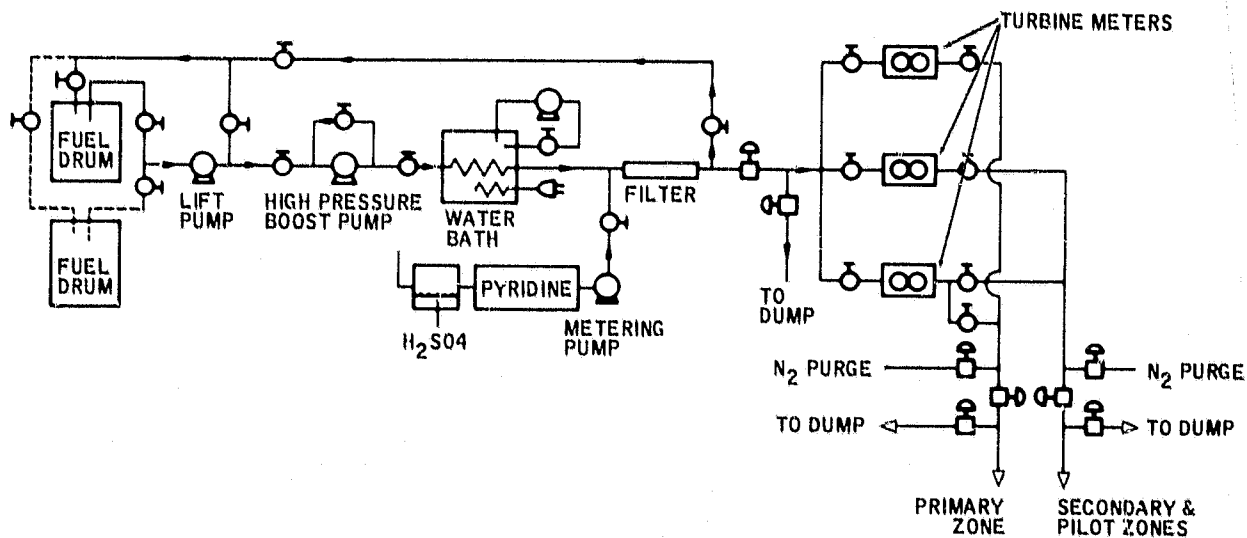 TURBINE METERS
FUEL
DRUM
LIFT
PUMP
HIGH PRESSURE
BOOST PUMP
WATER
BATH
FILTER
FUEL
DRUM
PYRIDINE
H2SO4
METERING
PUMP
TO
DUMP
N2 PURGE
N2 PURGE
TO DUMP
TO DUMP
PRIMARY
ZONE
SECONDARY &
PILOT ZONES